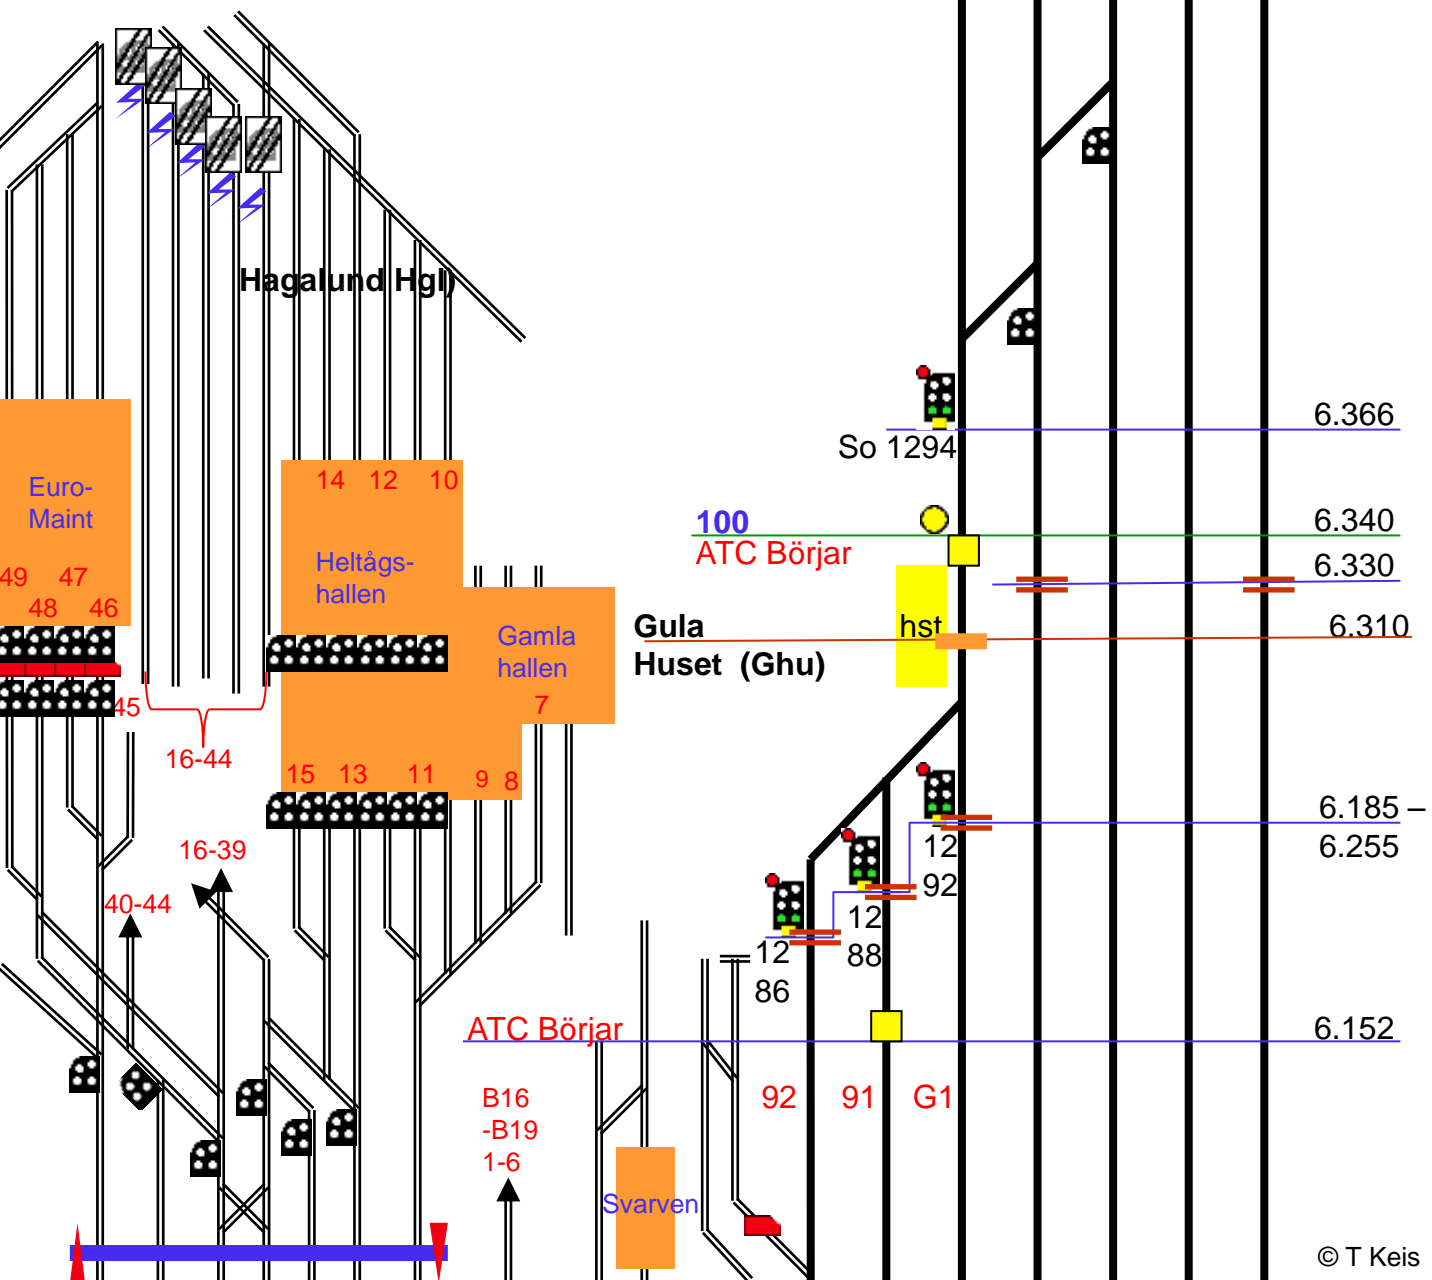 Hagalund Hgl)
6.366
So 1294
14 12 10
Euro-
Maint
100
ATC Börjar
6.340
Heltågs-
hallen
6.330
49 47
48 46
Gula
Huset (Ghu)
hst
6.310
Gamla
hallen
45
7
16-44
15 13 11 9 8
6.185 –
6.255
12
92
16-39
40-44
12
88
12
86
ATC Börjar
6.152
92 91 G1
B16
-B19
1-6
Svarven
© T Keis